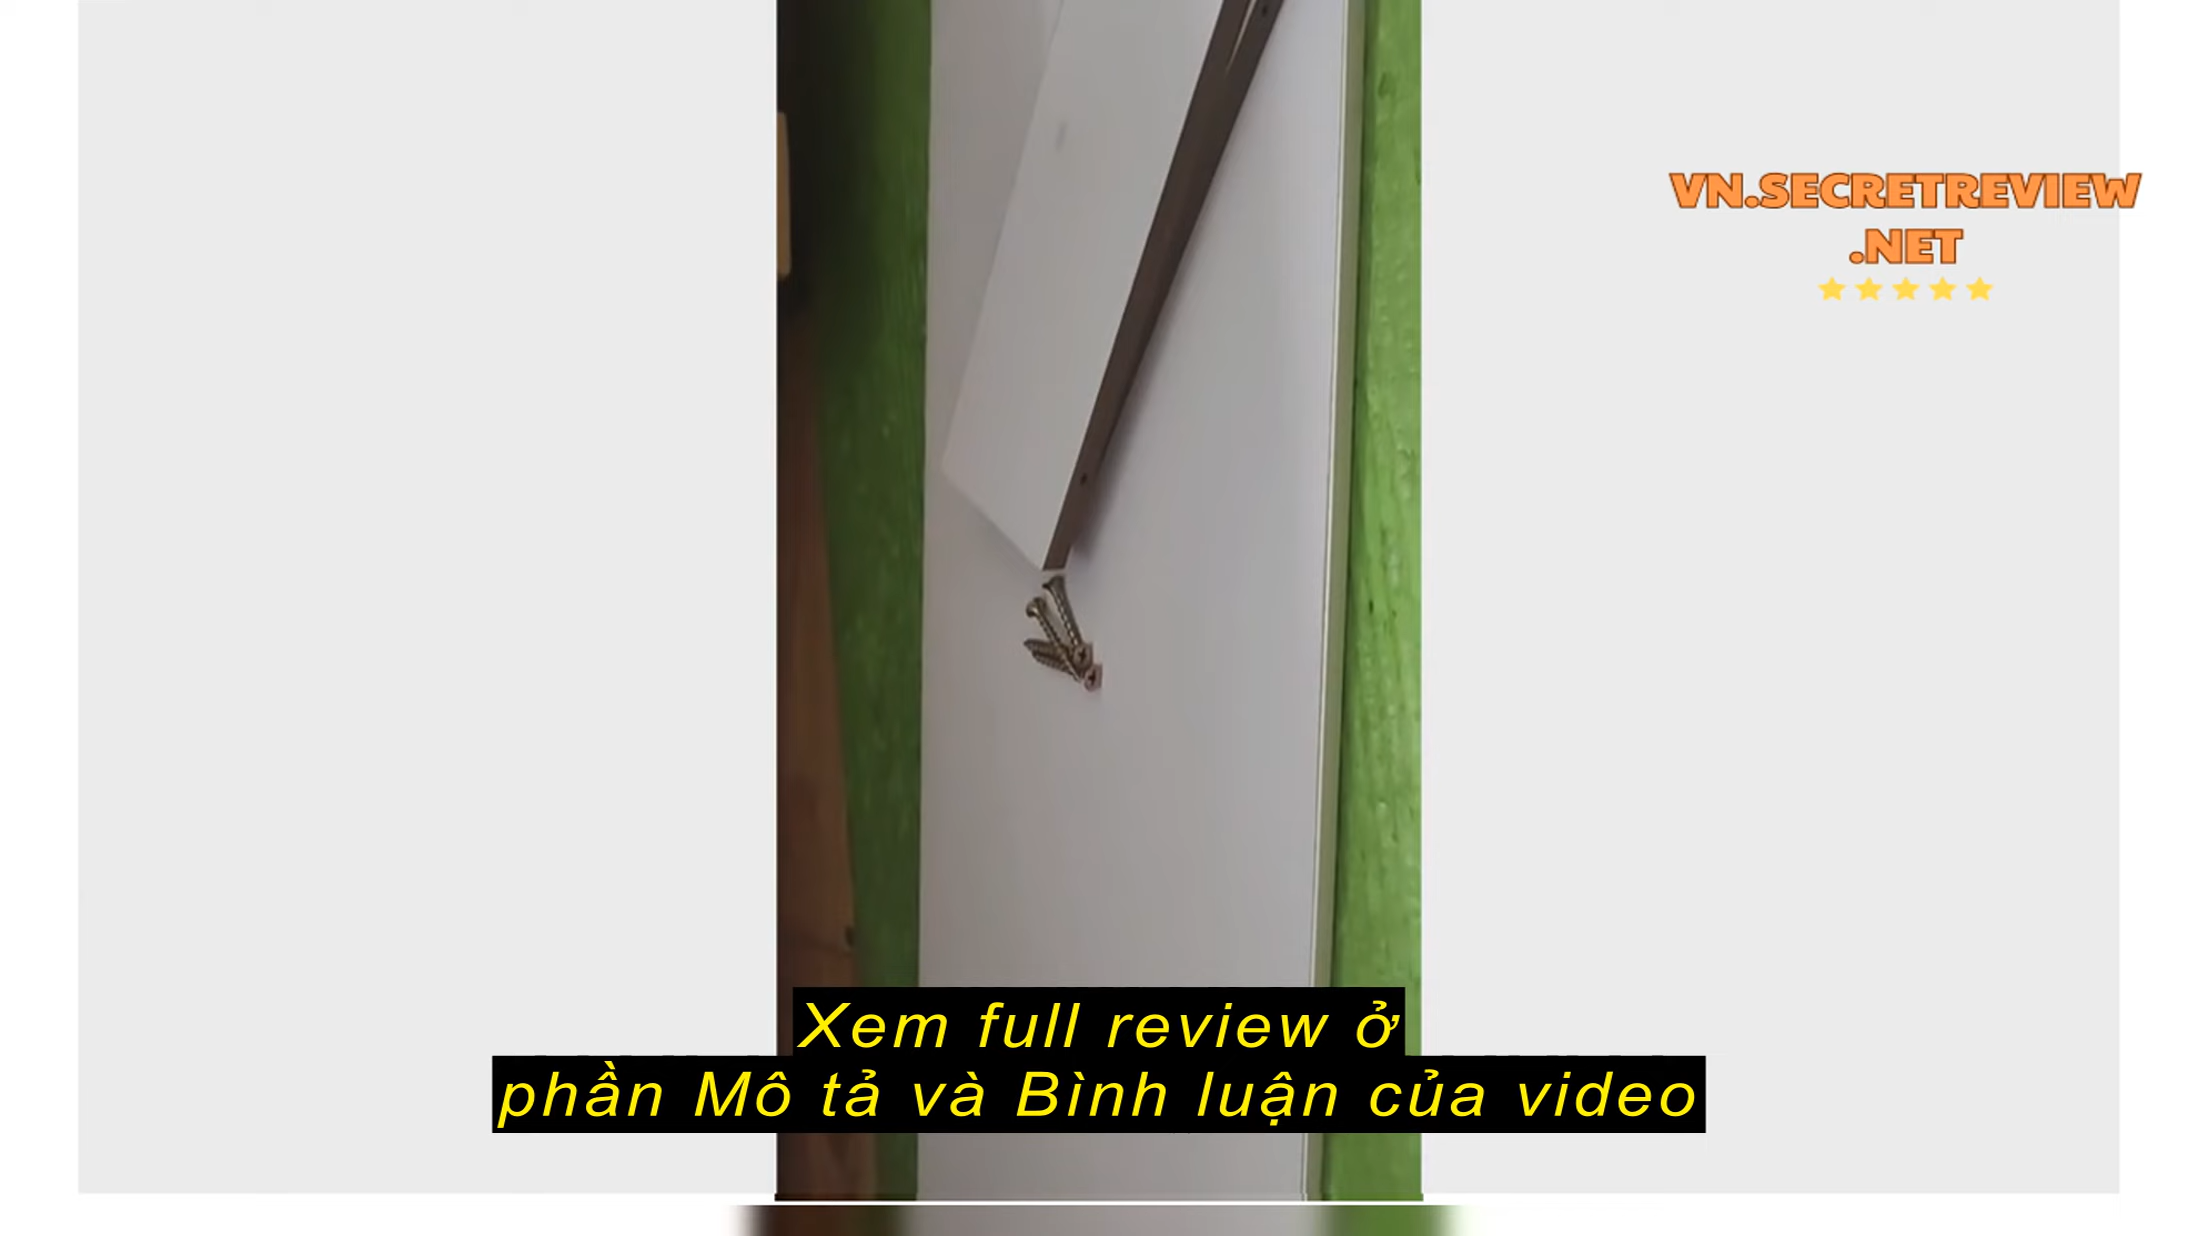 VN.SECRETREVIEW
.NET
Xem full review ở
phần Mô tả và Bình luận của video